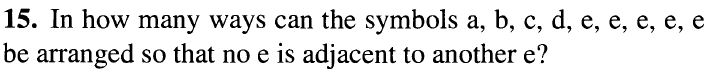 15. In how many ways can the symbols a, b, c, d, e, e, e, e, e
be arranged so that no e is adjacent to another e?